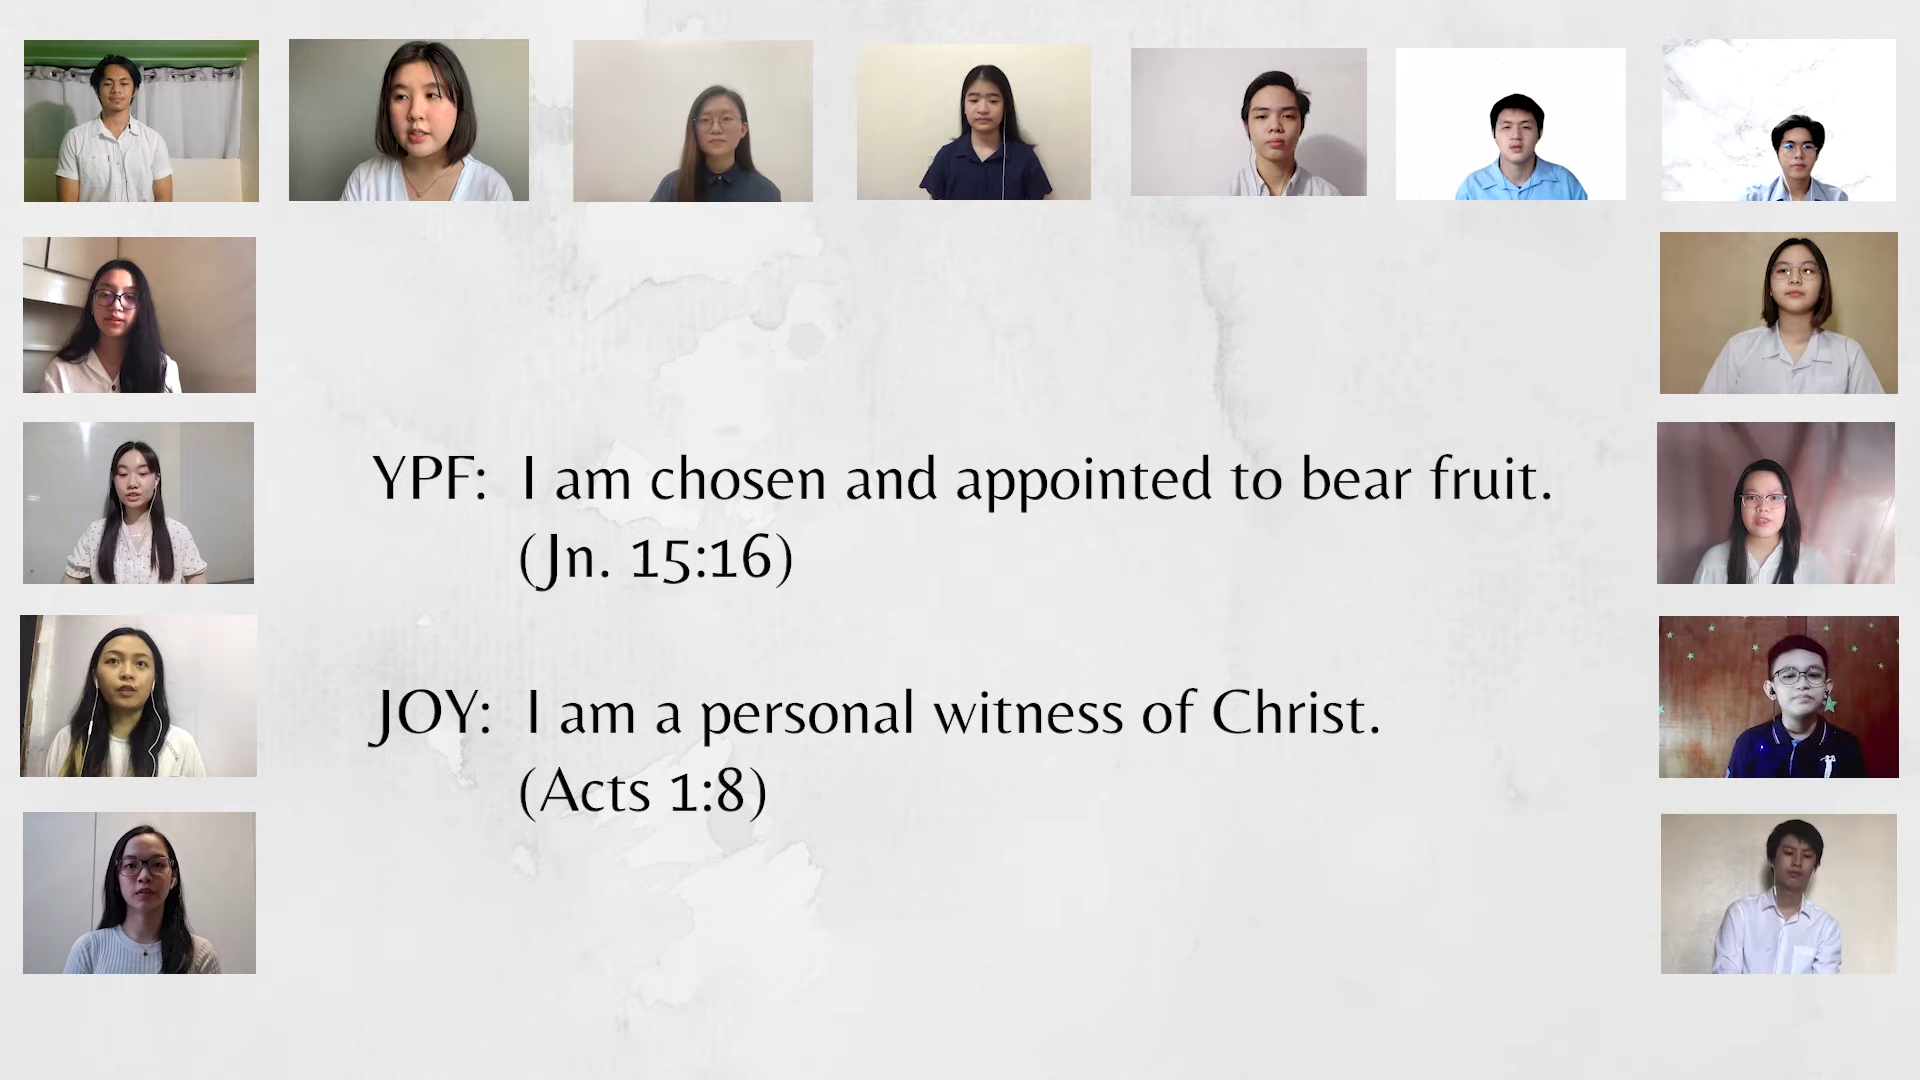 YPF: I am chosen and appointed to bear fruit.
(Jn. 15:16)
JOY: I am a personal witness of Christ.
(Acts 1:8)